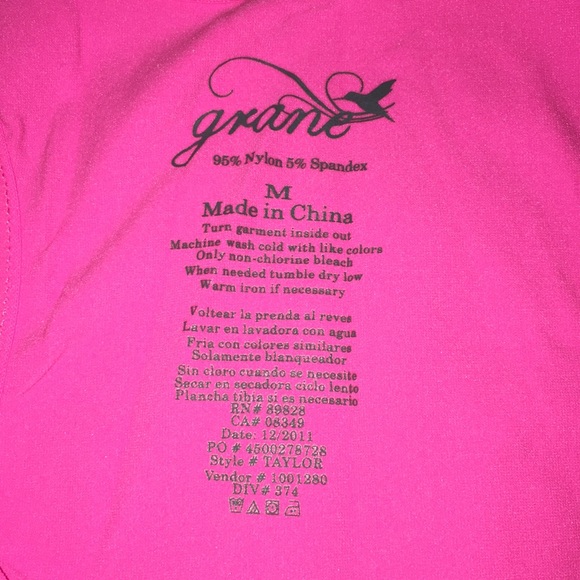 grane
95% Nylon 5% Spandex
M
Made in China
Turn garment inside out
Machine wash cold with like colors
Only non-chlorine bleach
When needed tumble dry low
Warm iron if necessary
Voltear la prenda al reves
Lavar en lavadora con agua
Fria con colores similares
Solamente blanqueador
Sin cloro cuando se necesite
Secar en secadora ciclo lento
Plancha tibia si es necesario
RN# 89828
CA# 08349
Date: 12/2011
PO # 4500278728
Style # TAYLOR
Vendor # 1001280
DIV# 374